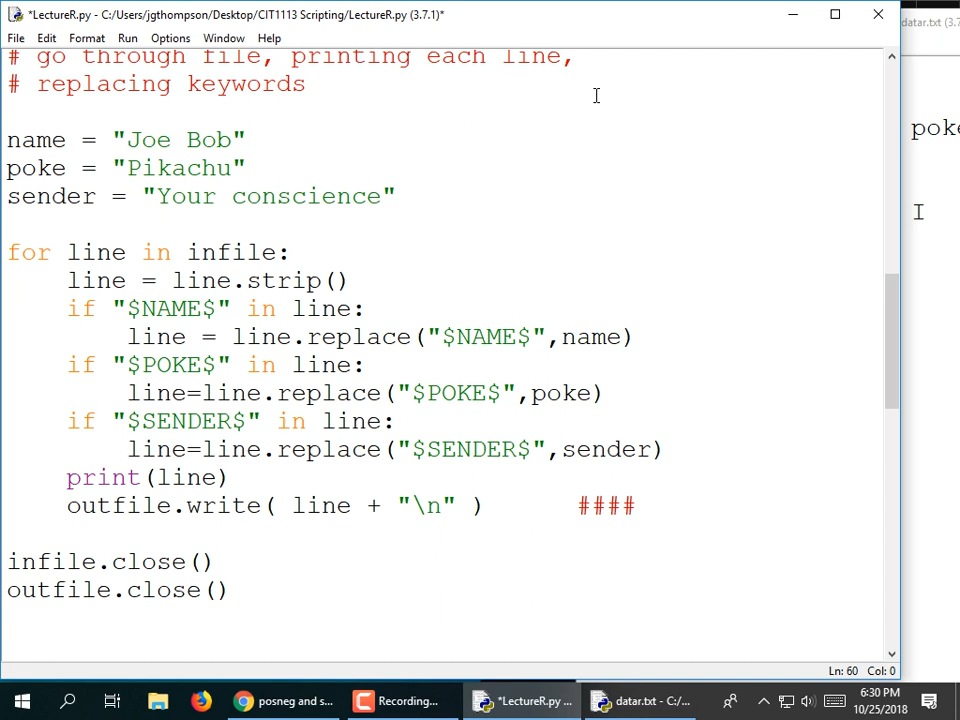 *LectureR.py - C:/Users/jgthompson/Desktop/CIT1113 Scripting/LectureR.py (3.7.1)*
datar.txt (3.7
File Edit Format Run Options Window Help
# go through file, printing each line,
# replacing keywords
poke
name = "Joe Bob"
poke = "Pikachu"
sender = "Your conscience"
for line in infile:
    line = line.strip()
    if "$NAME$" in line:
        line = line.replace("$NAME$",name)
    if "$POKE$" in line:
        line=line.replace("$POKE$",poke)
    if "$SENDER$" in line:
        line=line.replace("$SENDER$",sender)
    print(line)
    outfile.write( line + "\n" )      ####
infile.close()
outfile.close()
Ln: 60 Col: 0
posneg and s... Recording... *LectureR.py ... datar.txt - C:/...
6:30 PM
10/25/2018